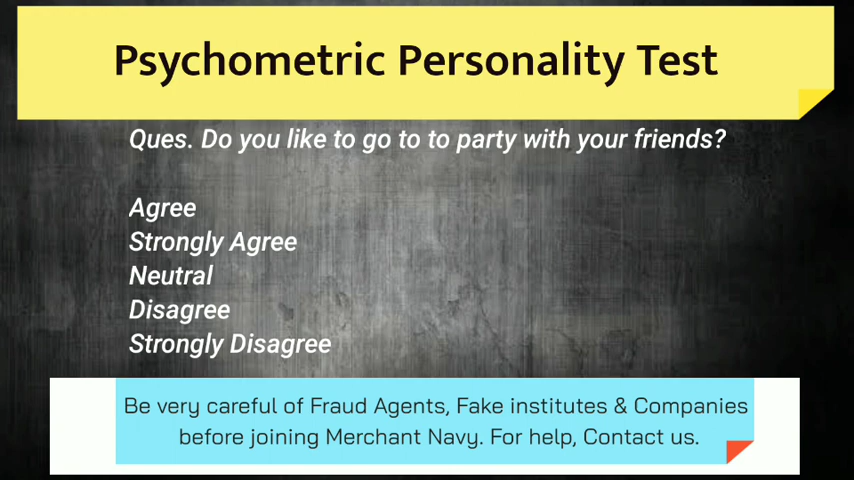 Psychometric Personality Test
Ques. Do you like to go to to party with your friends?
Agree
Strongly Agree
Neutral
Disagree
Strongly Disagree
Be very careful of Fraud Agents, Fake institutes & Companies
before joining Merchant Navy. For help, Contact us.